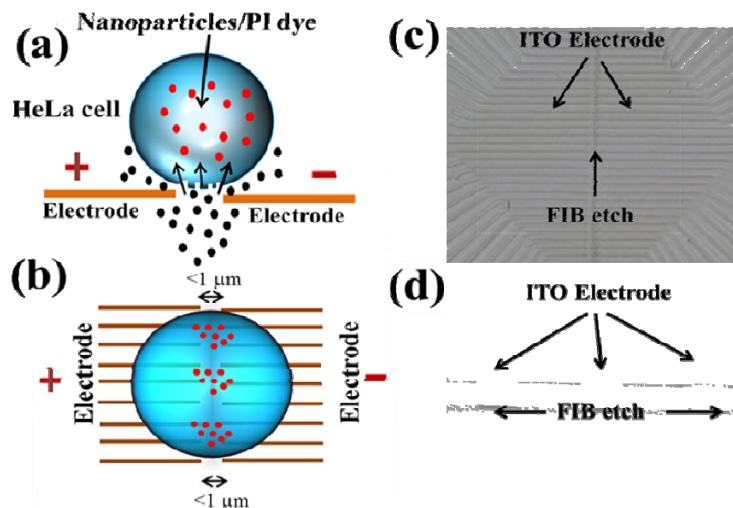 (a)
Nanoparticles/PI dye
HeLa cell
+
−
Electrode
Electrode
(b)
<1 μm
Electrode
+
Electrode
−
<1 μm
(c)
ITO Electrode
FIB etch
(d)
ITO Electrode
FIB etch